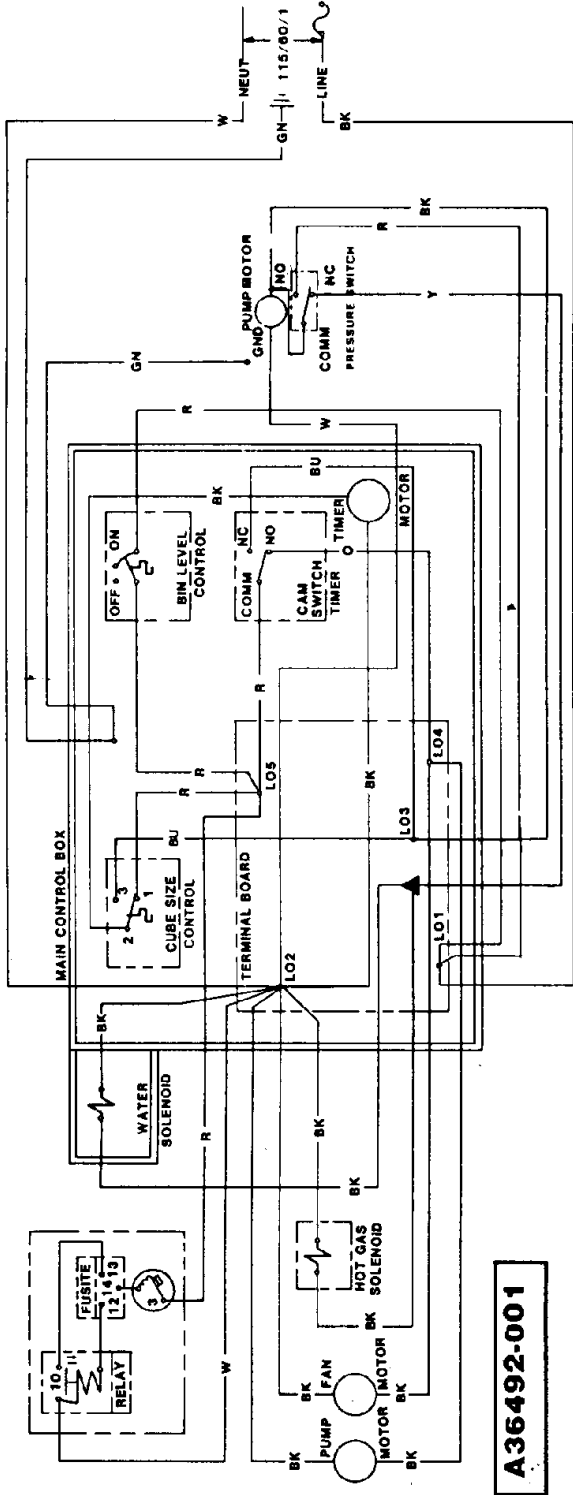 115/60/1
NEUT
LINE
W
GN
BK
PUMP MOTOR
GND
NO
NC
COMM
PRESSURE SWITCH
BK
R
Y
GN
R
W
MAIN CONTROL BOX
OFF
ON
BIN LEVEL
CONTROL
BK
NC
COMM
NO
CAM
SWITCH
TIMER
BU
TIMER
MOTOR
R
R
R
LO5
BK
LO4
LO3
BU
3
2
1
CUBE SIZE
CONTROL
TERMINAL BOARD
LO2
LO1
BK
WATER
SOLENOID
R
BK
BK
FUSITE
14
13
12
3
10
RELAY
W
HOT GAS
SOLENOID
BK
BK
FAN
MOTOR
BK
BK
PUMP
MOTOR
BK
A36492-001